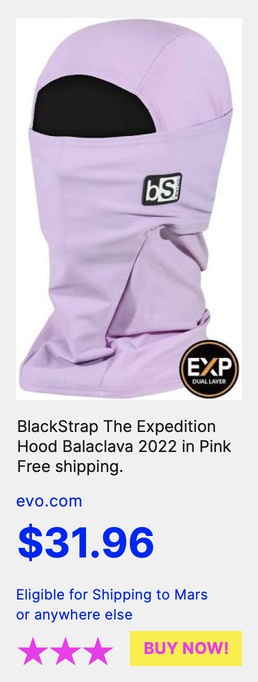 bS
EXP
DUAL LAYER
BlackStrap The Expedition
Hood Balaclava 2022 in Pink
Free shipping.
evo.com
$31.96
Eligible for Shipping to Mars
or anywhere else
BUY NOW!